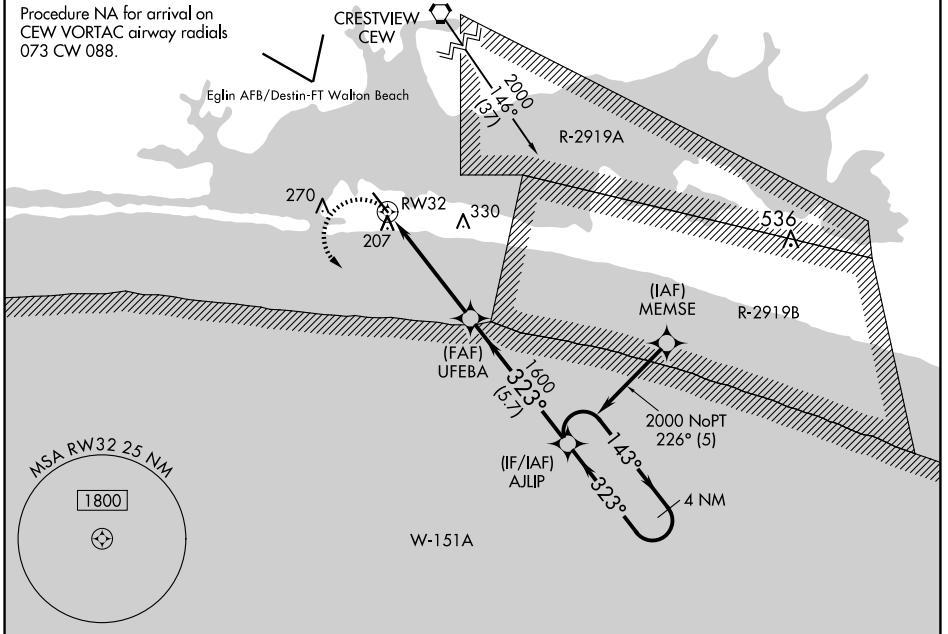 Procedure NA for arrival on
CEW VORTAC airway radials
073 CW 088.
CRESTVIEW
CEW
Eglin AFB/Destin-FT Walton Beach
2000
146°
(37)
R-2919A
270
RW32
207
330
536
(IAF)
MEMSE
R-2919B
(FAF)
UFEBA
1600
323°
(5.7)
2000 NoPT
226° (5)
(IF/IAF)
AJLIP
143°
323°
4 NM
MSA RW32 25 NM
1800
W-151A